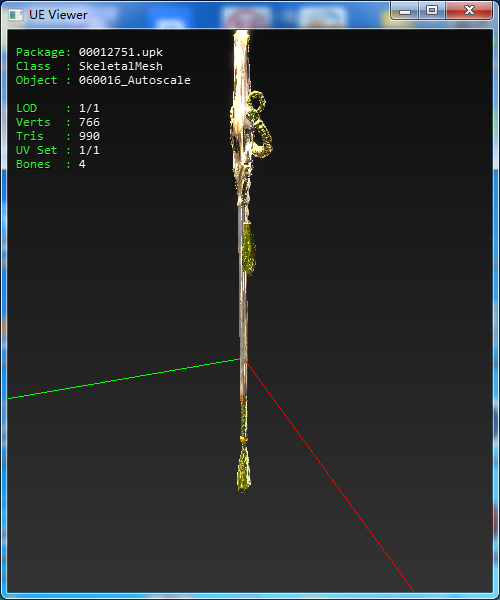 UE Viewer
Package: 00012751.upk
Class : SkeletalMesh
Object : 060016_Autoscale
LOD : 1/1
Verts : 766
Tris : 990
UV Set : 1/1
Bones : 4